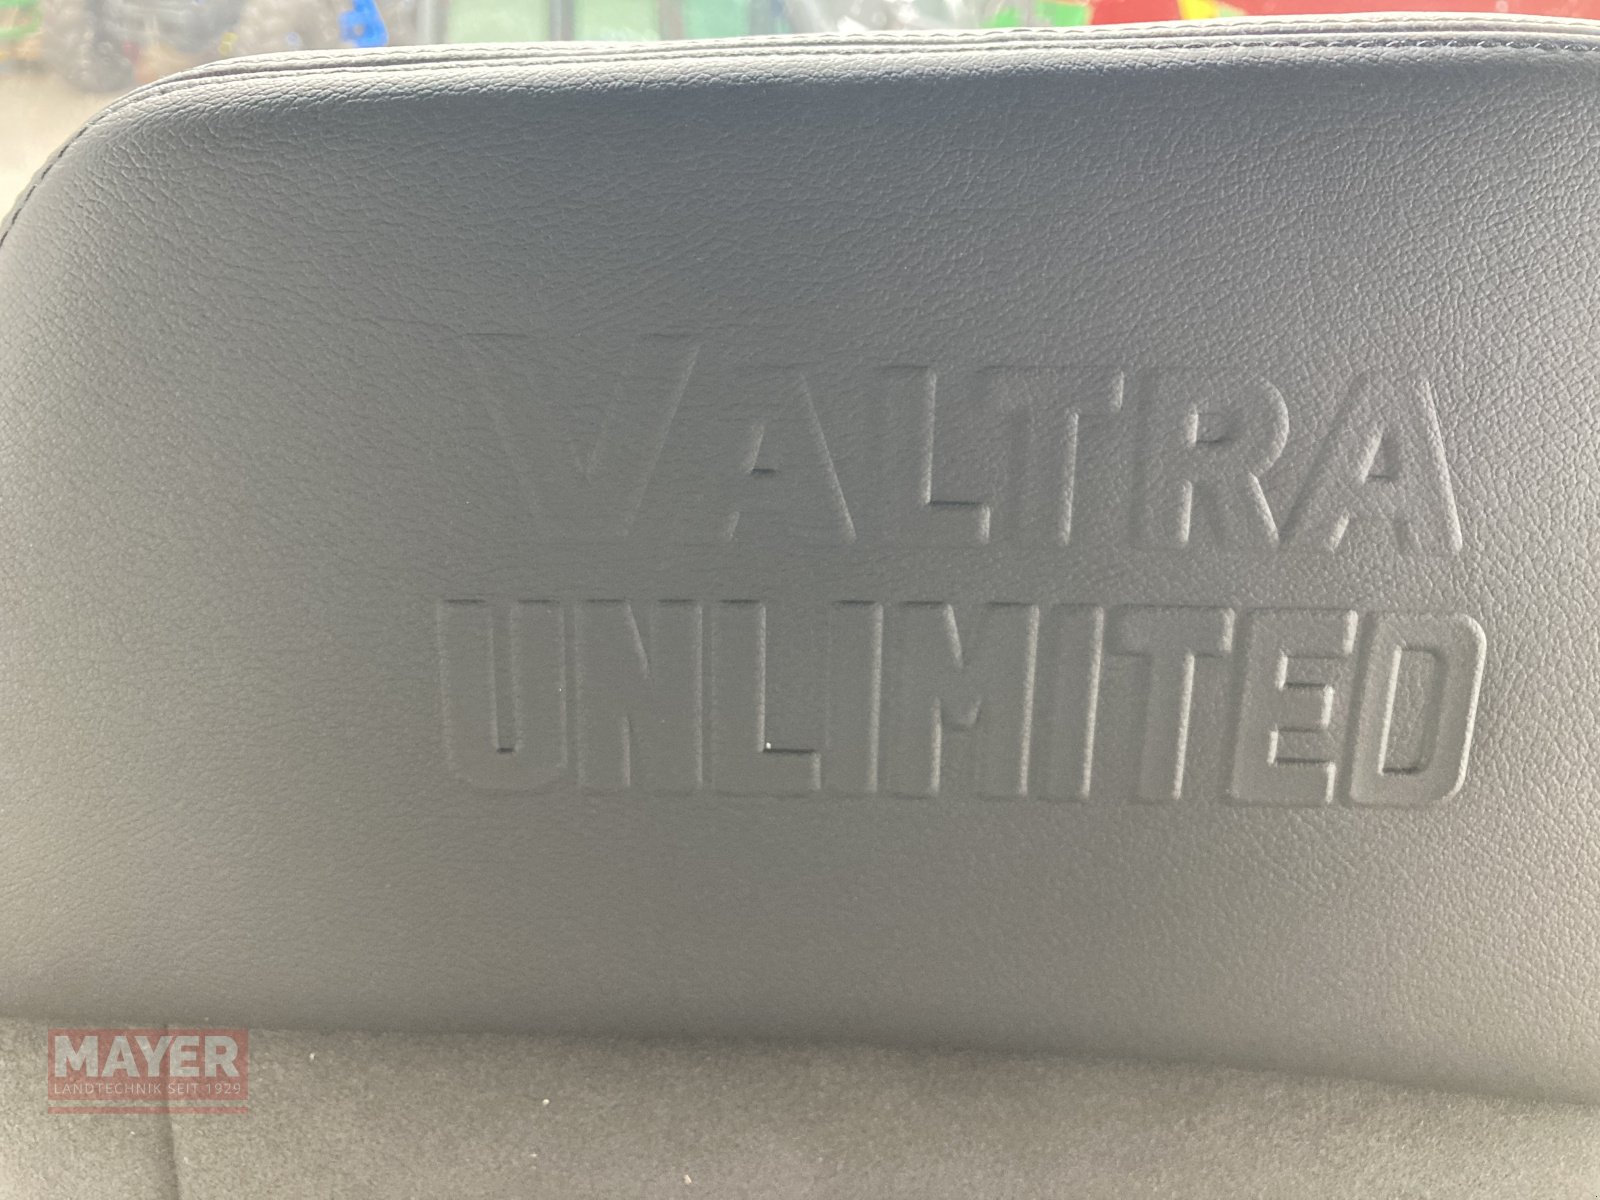 VALTRA
UNLIMITED
MAYER
LANDTECHNIK SEIT 1929